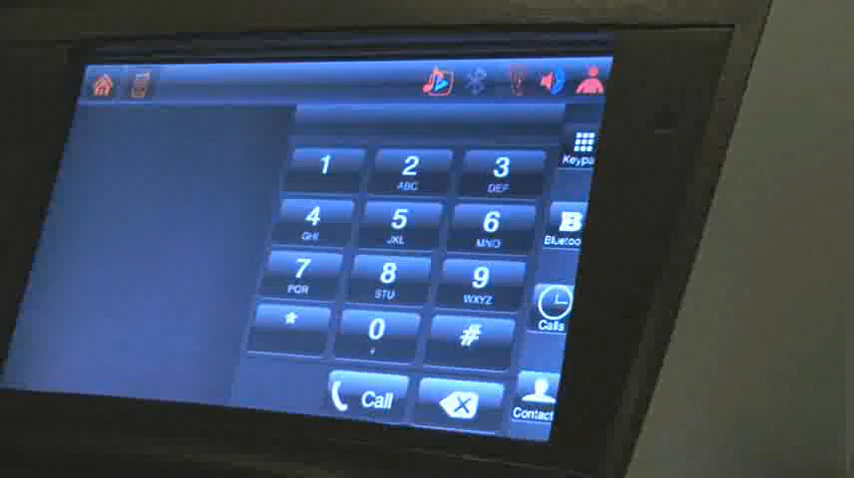 1
2
ABC
3
DEF
Keypa
4
GHI
5
JKL
6
MNO
Bluetoo
7
PQR
8
STU
9
WXYZ
*
0
+
#
Calls
Call
Contact